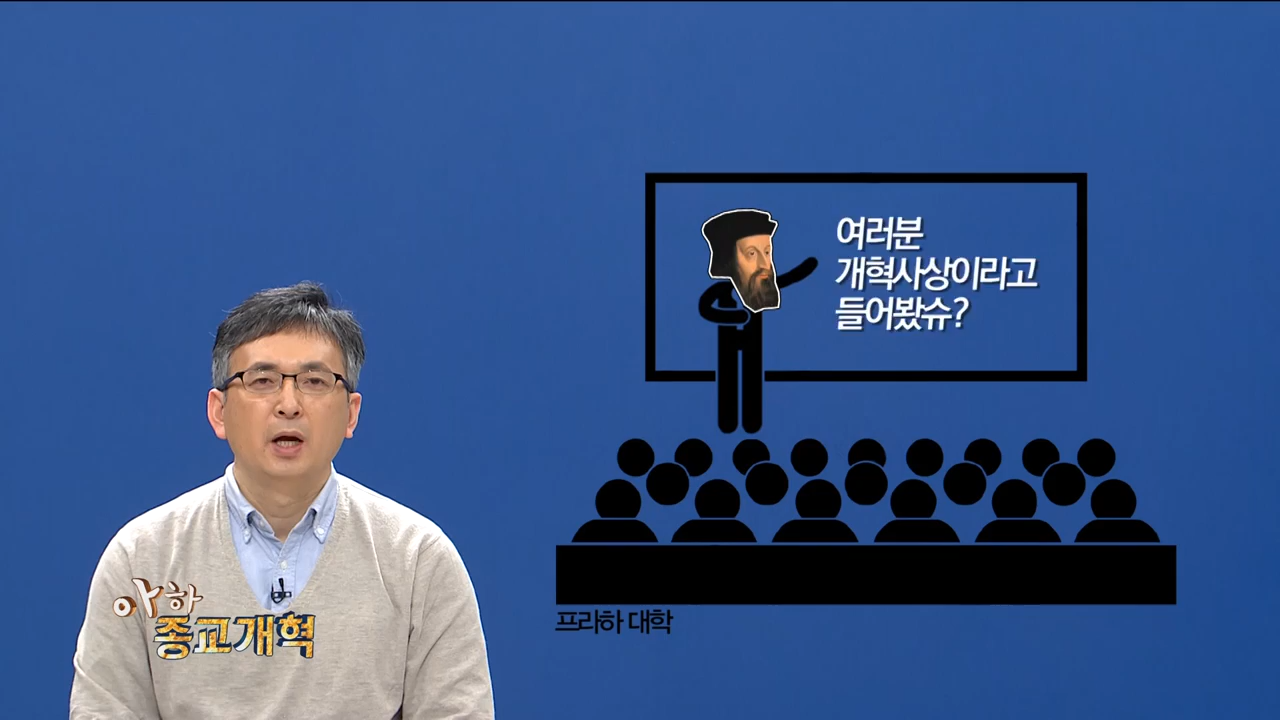 여러분
개혁사상이라고
들어봤슈?
프라하 대학
아하
종교개혁